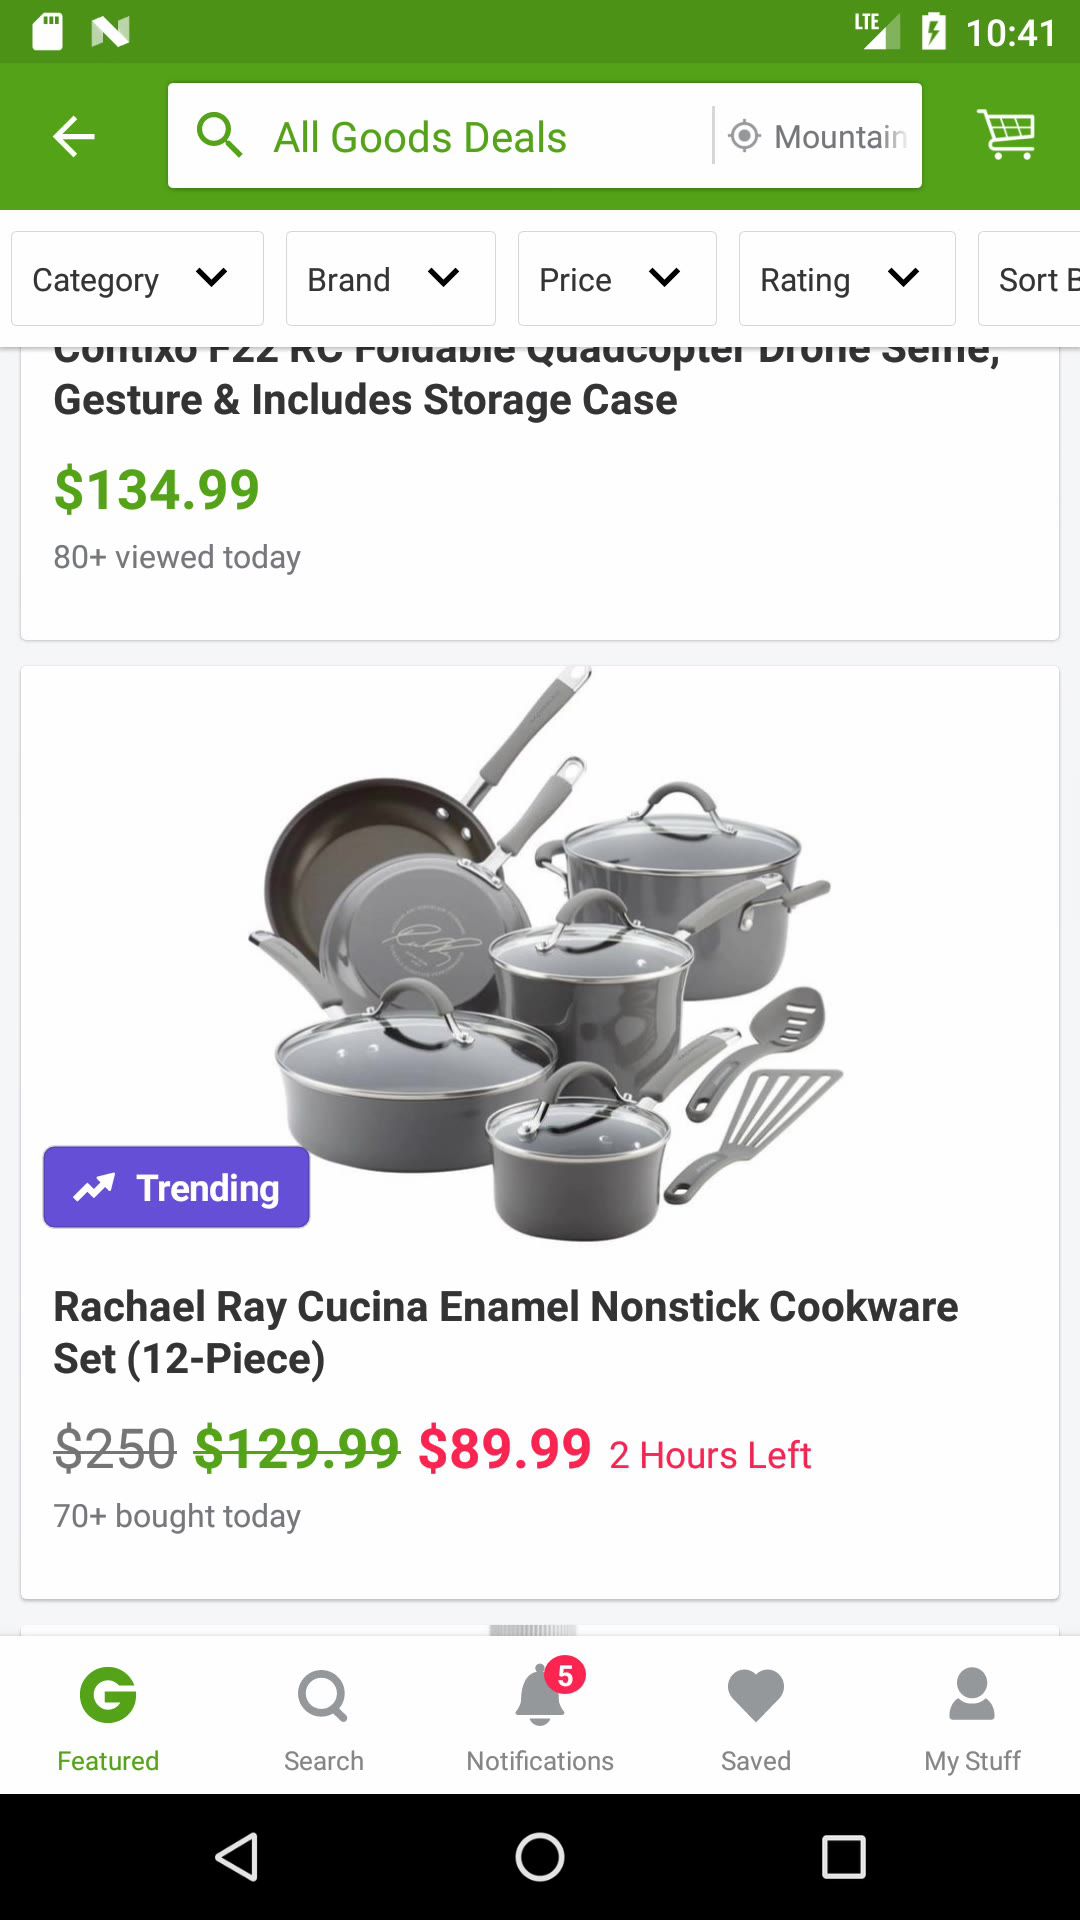 LTE 10:41
All Goods Deals Mountain
Category Brand Price Rating Sort B
Contixo F22 RC Foldable Quadcopter Drone Selfie,
Gesture & Includes Storage Case
$134.99
80+ viewed today
Trending
Rachael Ray Cucina Enamel Nonstick Cookware
Set (12-Piece)
$250 $129.99 $89.99 2 Hours Left
70+ bought today
5
Featured Search Notifications Saved My Stuff